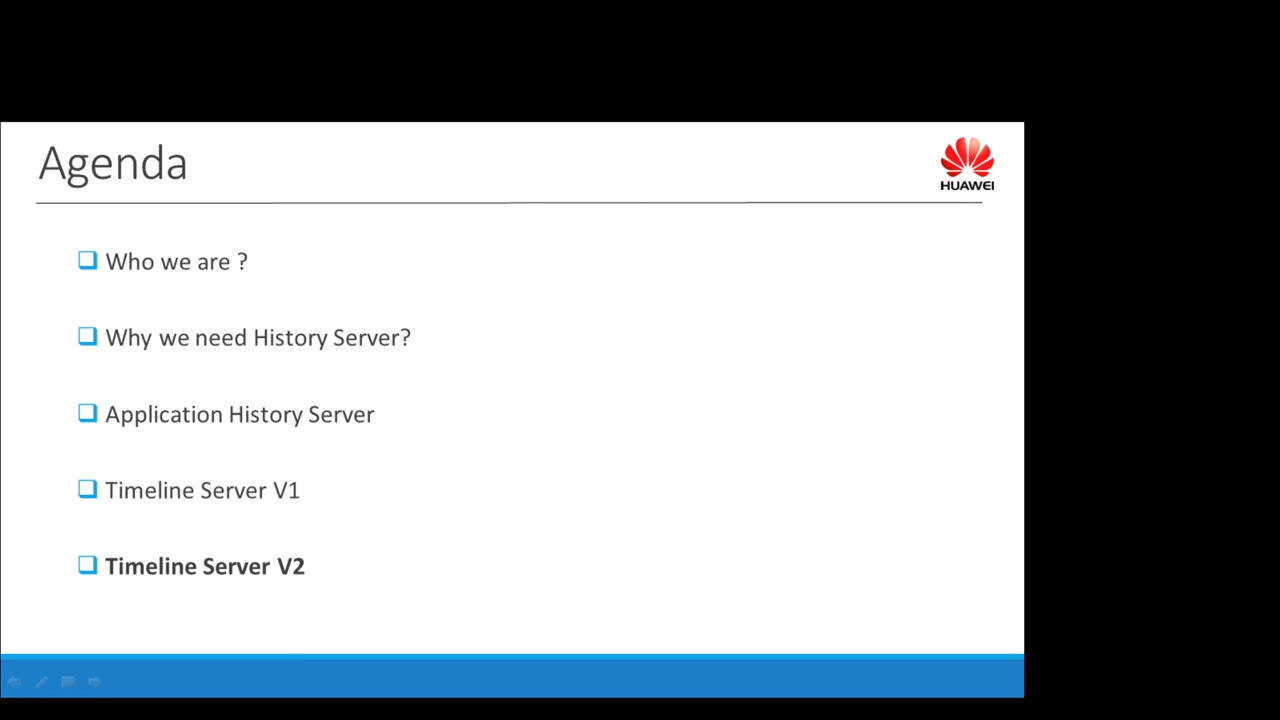 Agenda
HUAWEI
Who we are ?
Why we need History Server?
Application History Server
Timeline Server V1
Timeline Server V2